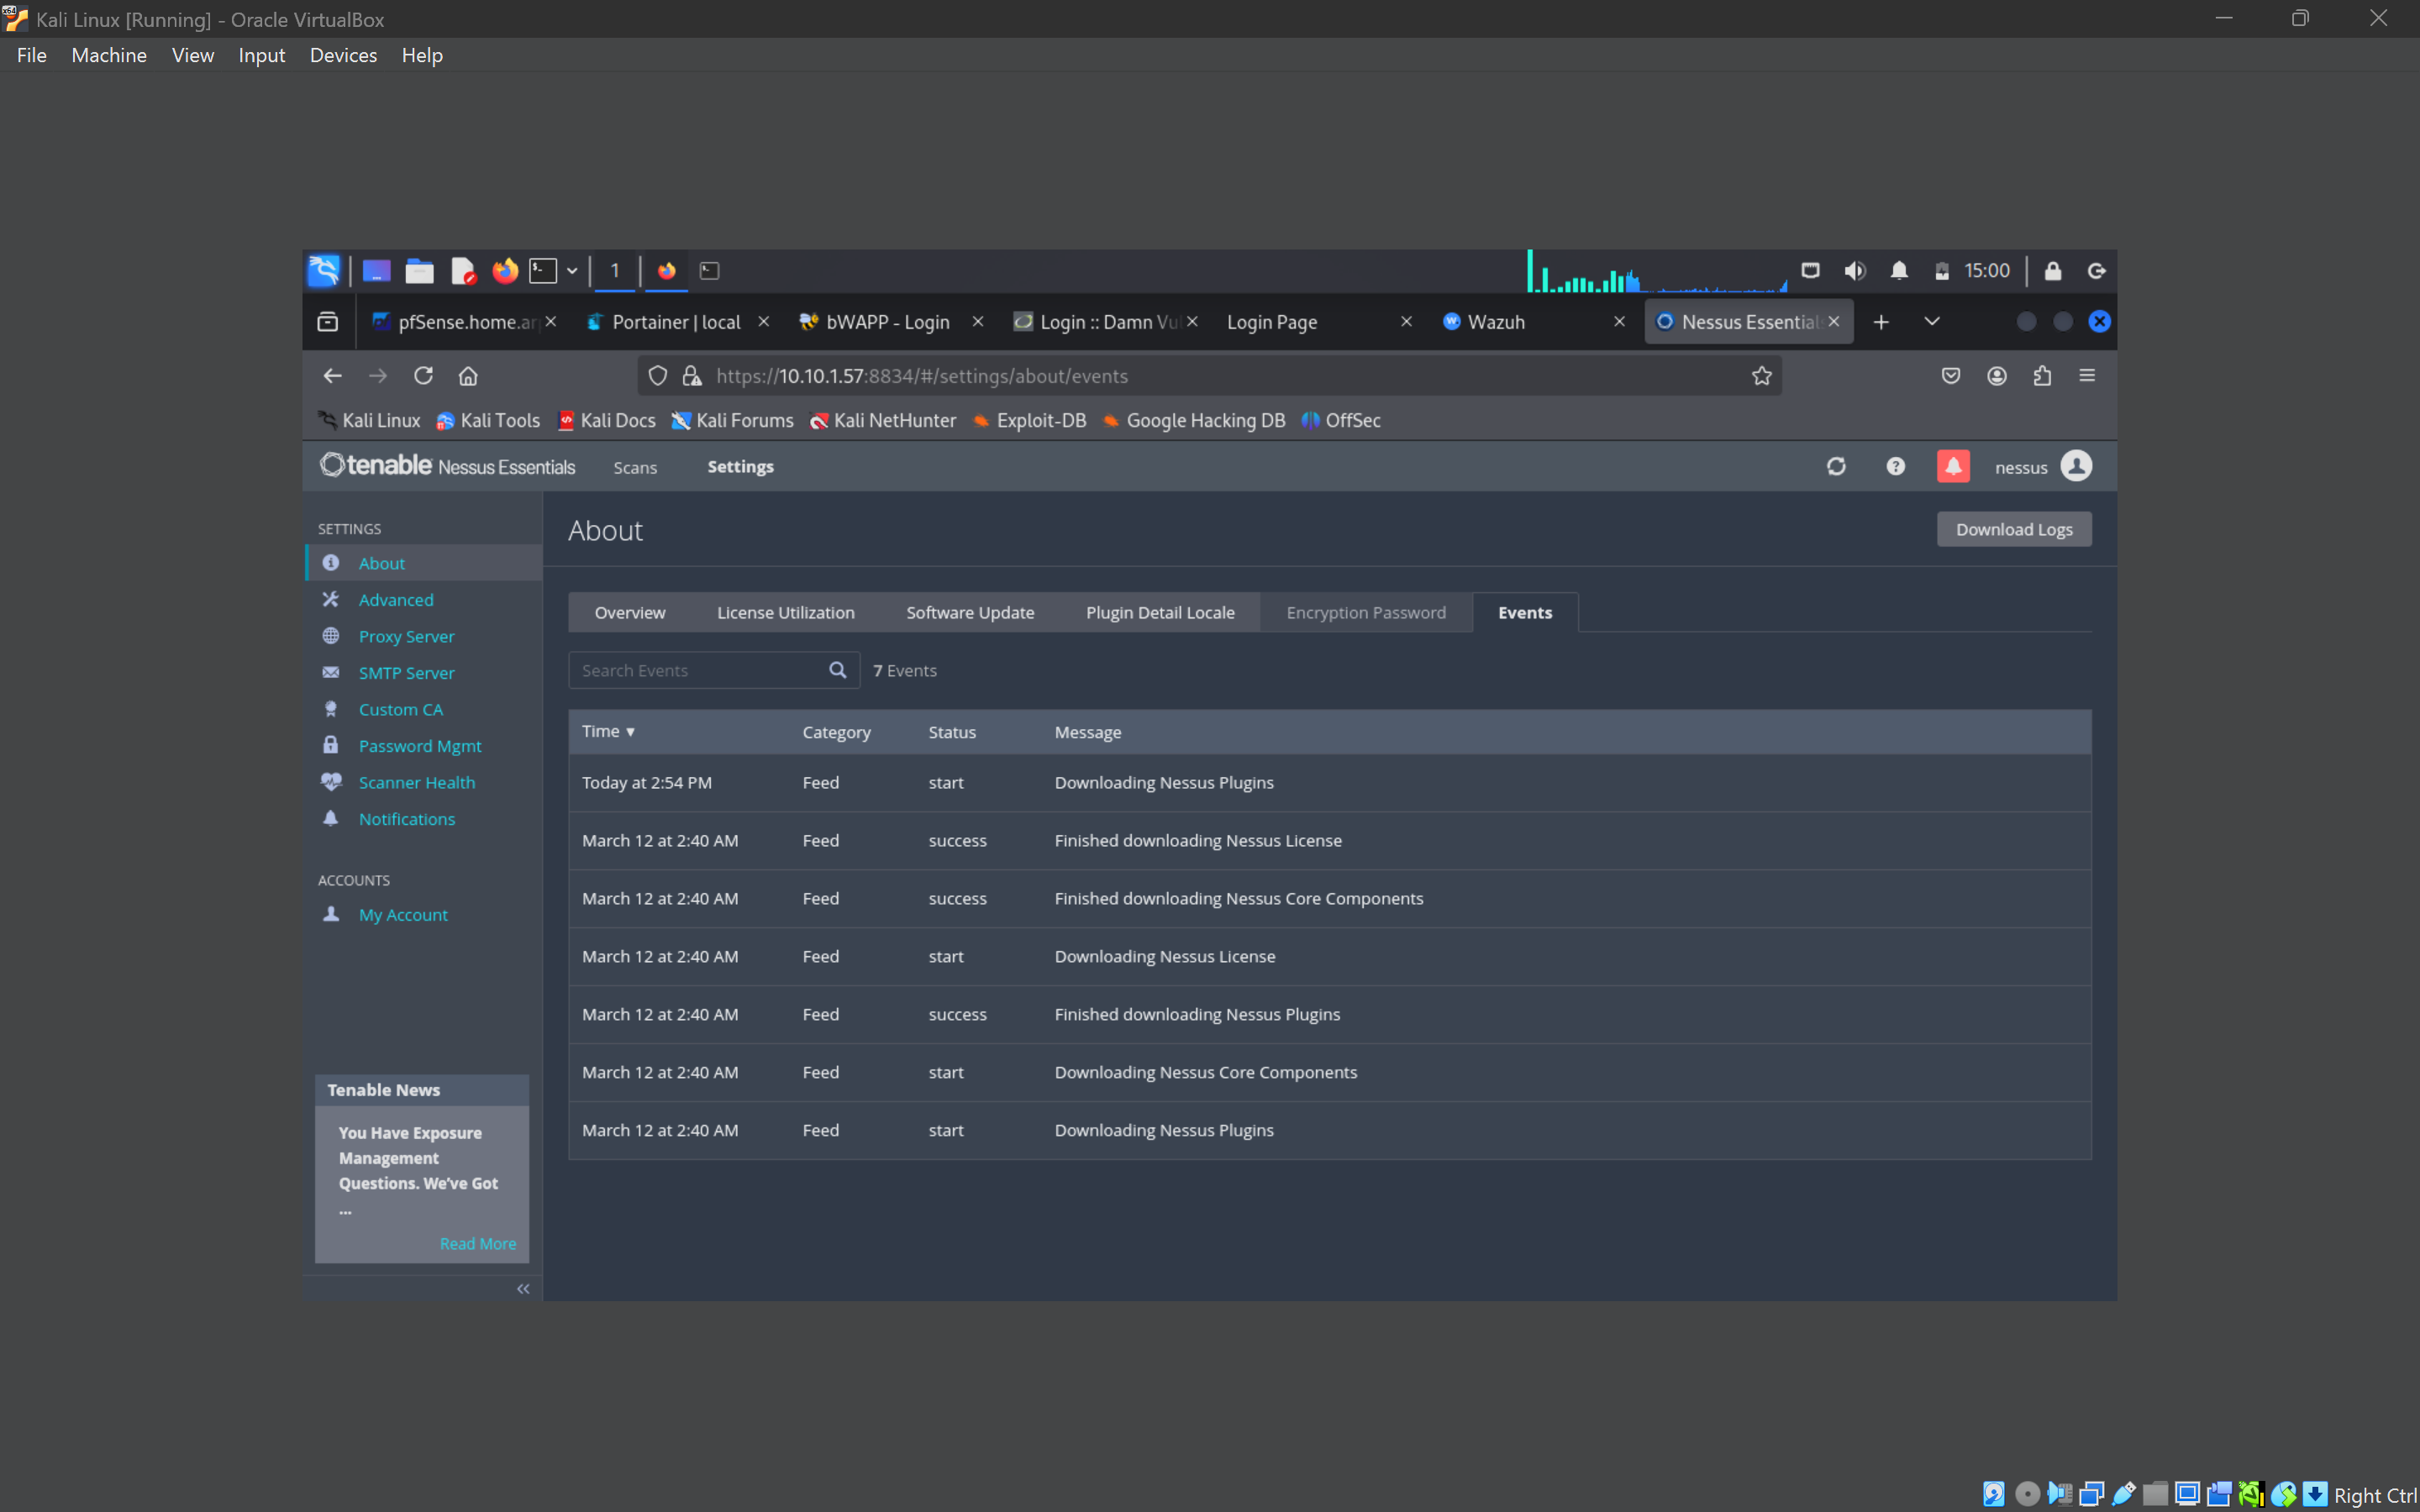 Kali Linux [Running] - Oracle VirtualBox
File Machine View Input Devices Help
1 15:00
pfSense.home.ar Portainer | local bWAPP - Login Login :: Damn Vul Login Page Wazuh Nessus Essential
https://10.10.1.57:8834/#/settings/about/events
Kali Linux Kali Tools Kali Docs Kali Forums Kali NetHunter Exploit-DB Google Hacking DB OffSec
tenable Nessus Essentials Scans Settings nessus
SETTINGS
About
Advanced
Proxy Server
SMTP Server
Custom CA
Password Mgmt
Scanner Health
Notifications
ACCOUNTS
My Account
Tenable News
You Have Exposure
Management
Questions. We've Got
...
Read More
About Download Logs
Overview License Utilization Software Update Plugin Detail Locale Encryption Password Events
Search Events 7 Events
Time ▼ Category Status Message
Today at 2:54 PM Feed start Downloading Nessus Plugins
March 12 at 2:40 AM Feed success Finished downloading Nessus License
March 12 at 2:40 AM Feed success Finished downloading Nessus Core Components
March 12 at 2:40 AM Feed start Downloading Nessus License
March 12 at 2:40 AM Feed success Finished downloading Nessus Plugins
March 12 at 2:40 AM Feed start Downloading Nessus Core Components
March 12 at 2:40 AM Feed start Downloading Nessus Plugins
Right Ctrl